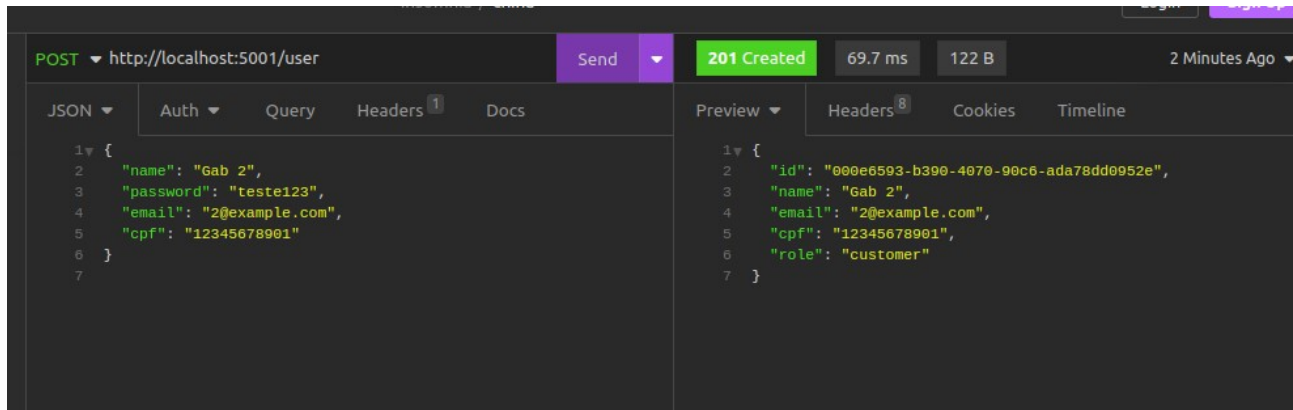 POST http://localhost:5001/user Send 201 Created 69.7 ms 122 B 2 Minutes Ago
JSON Auth Query Headers 1 Docs
1 {
2 "name": "Gab 2",
3 "password": "teste123",
4 "email": "2@example.com",
5 "cpf": "12345678901"
6 }
7
Preview Headers 8 Cookies Timeline
1 {
2 "id": "000e6593-b390-4070-90c6-ada78dd0952e",
3 "name": "Gab 2",
4 "email": "2@example.com",
5 "cpf": "12345678901",
6 "role": "customer"
7 }